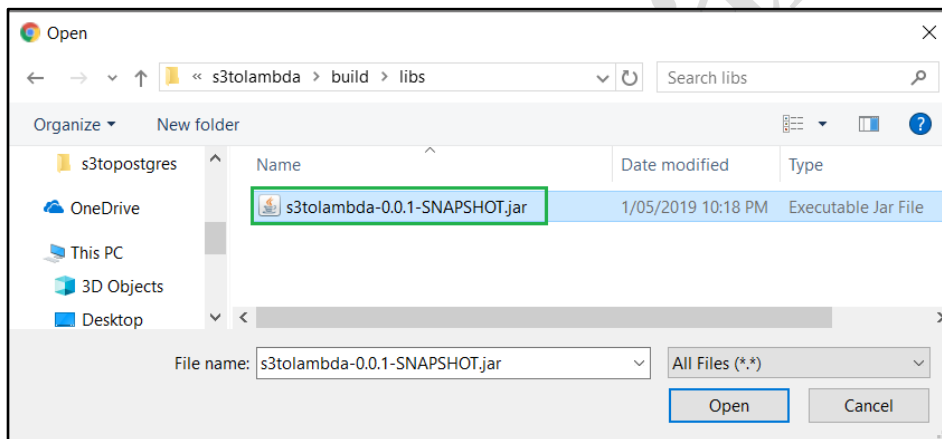 Open
« s3tolambda > build > libs
Search libs
Organize
New folder
s3topostgres
OneDrive
This PC
3D Objects
Desktop
Name
Date modified
Type
s3tolambda-0.0.1-SNAPSHOT.jar
1/05/2019 10:18 PM
Executable Jar File
File name:
s3tolambda-0.0.1-SNAPSHOT.jar
All Files (*.*)
Open
Cancel